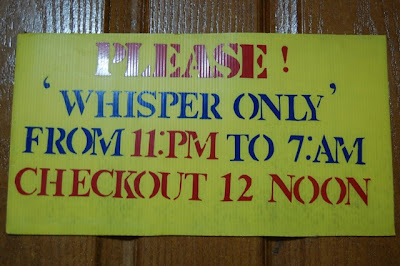 PLEASE!
'WHISPER ONLY'
FROM 11:PM TO 7:AM
CHECKOUT 12 NOON